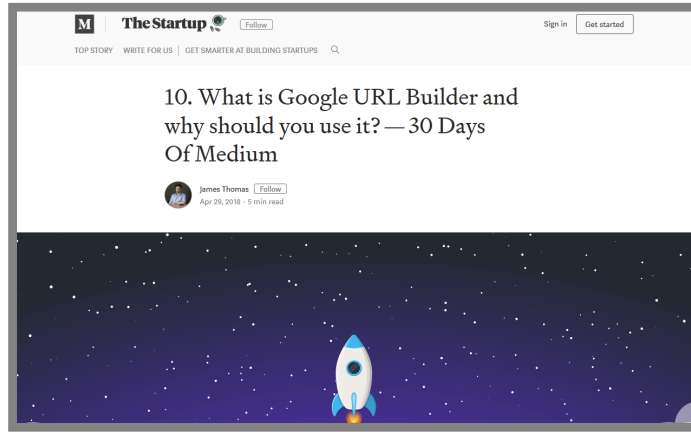 M The Startup Follow Sign in Get started
TOP STORY WRITE FOR US GET SMARTER AT BUILDING STARTUPS
10. What is Google URL Builder and
why should you use it? — 30 Days
Of Medium
James Thomas Follow
Apr 29, 2018 · 5 min read